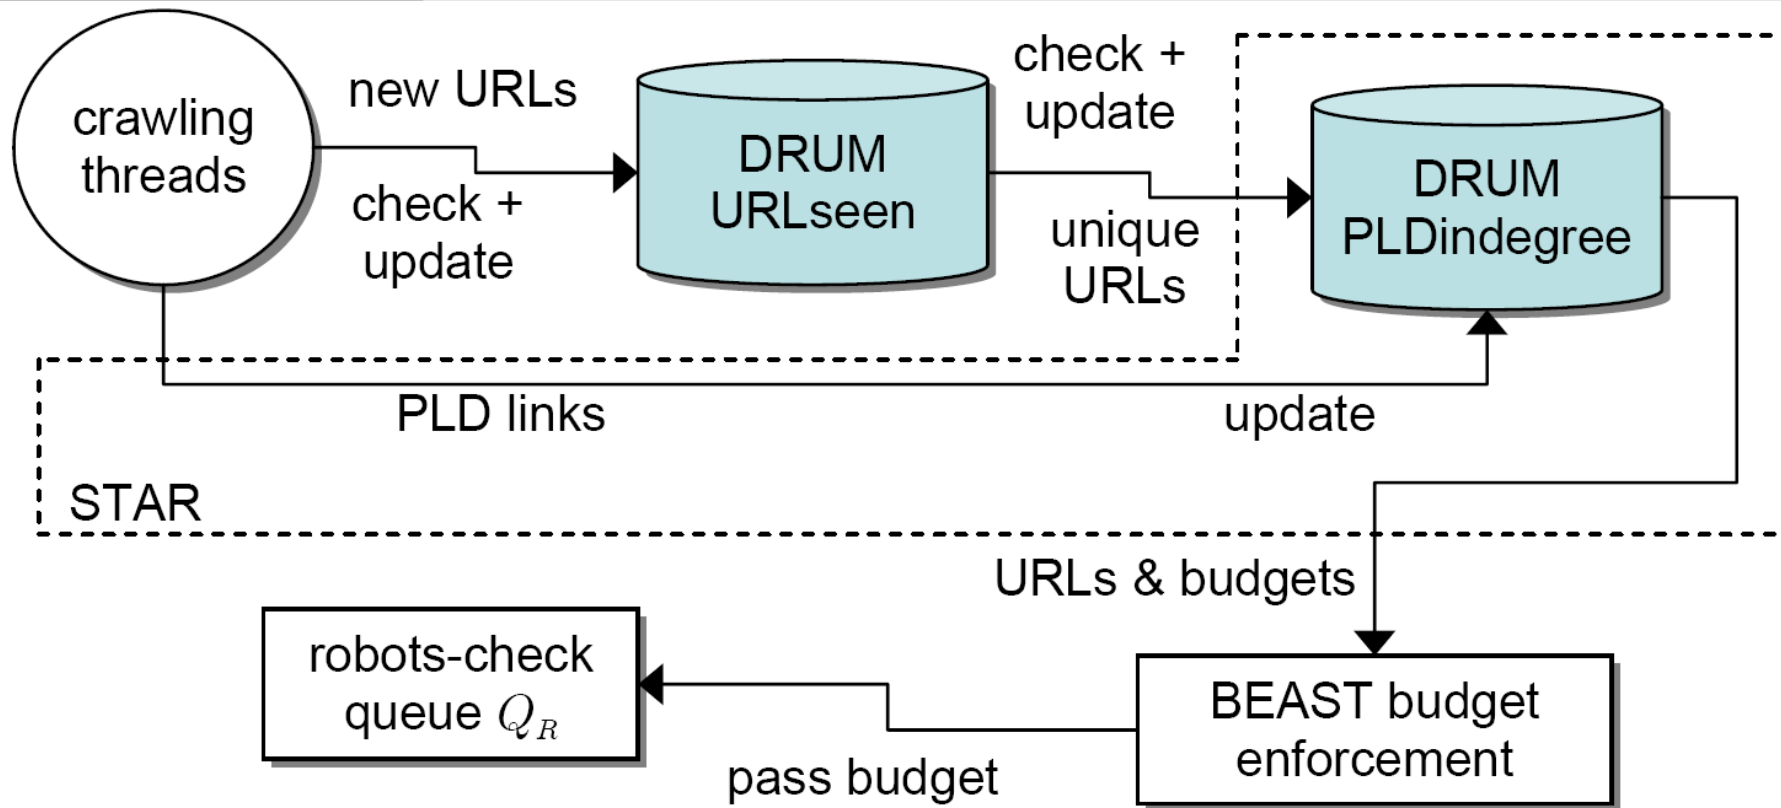 crawling
threads
new URLs
check +
update
DRUM
URLseen
check +
update
unique
URLs
DRUM
PLDindegree
PLD links
update
STAR
URLs & budgets
robots-check
queue Q_R
pass budget
BEAST budget
enforcement